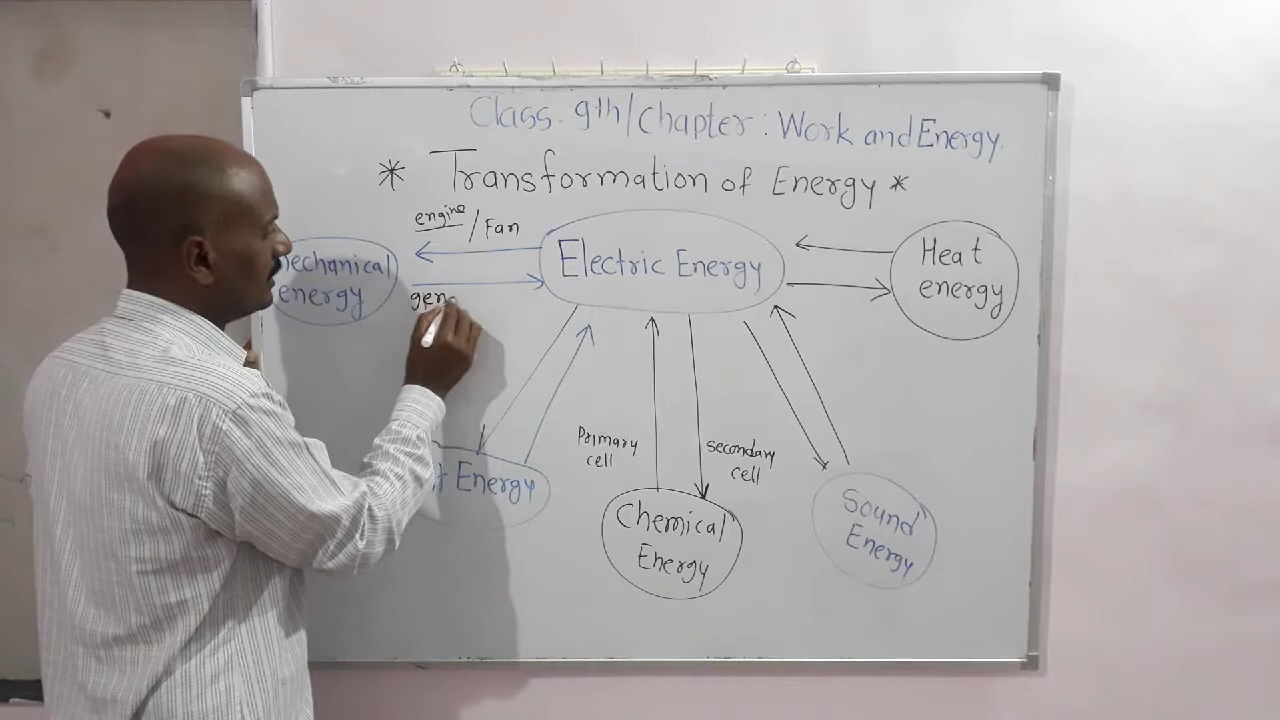 Class. 9th/Chapter: Work and Energy.
* Transformation of Energy *
engine / Fan
mechanical
energy
Electric Energy
Heat
energy
gen
Primary
cell
secondary
cell
Energy
Chemical
Energy
Sound
Energy